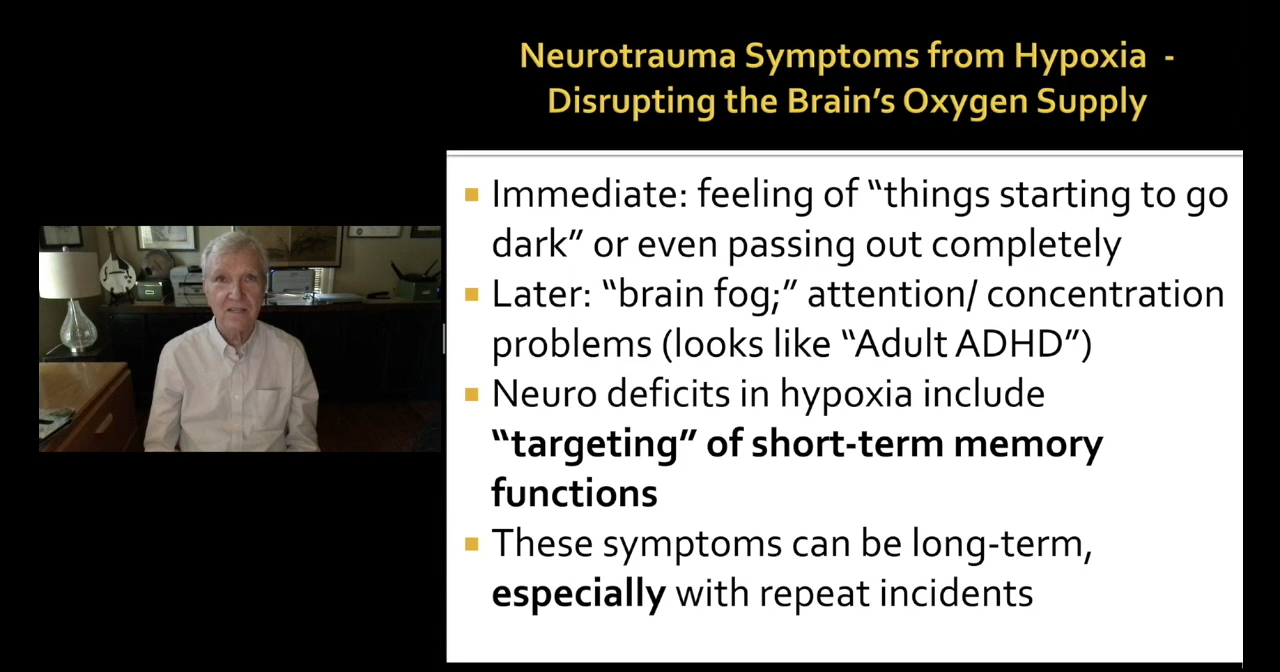 Neurotrauma Symptoms from Hypoxia -
Disrupting the Brain’s Oxygen Supply
Immediate: feeling of “things starting to go
dark” or even passing out completely
Later: “brain fog;” attention/ concentration
problems (looks like “Adult ADHD”)
Neuro deficits in hypoxia include
“targeting” of short-term memory
functions
These symptoms can be long-term,
especially with repeat incidents